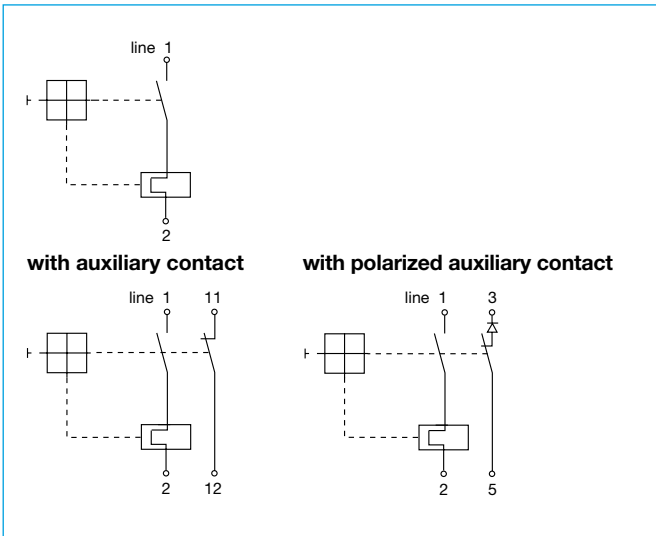 line 1
2
with auxiliary contact
with polarized auxiliary contact
line 1 11
2 12
line 1 3
2 5